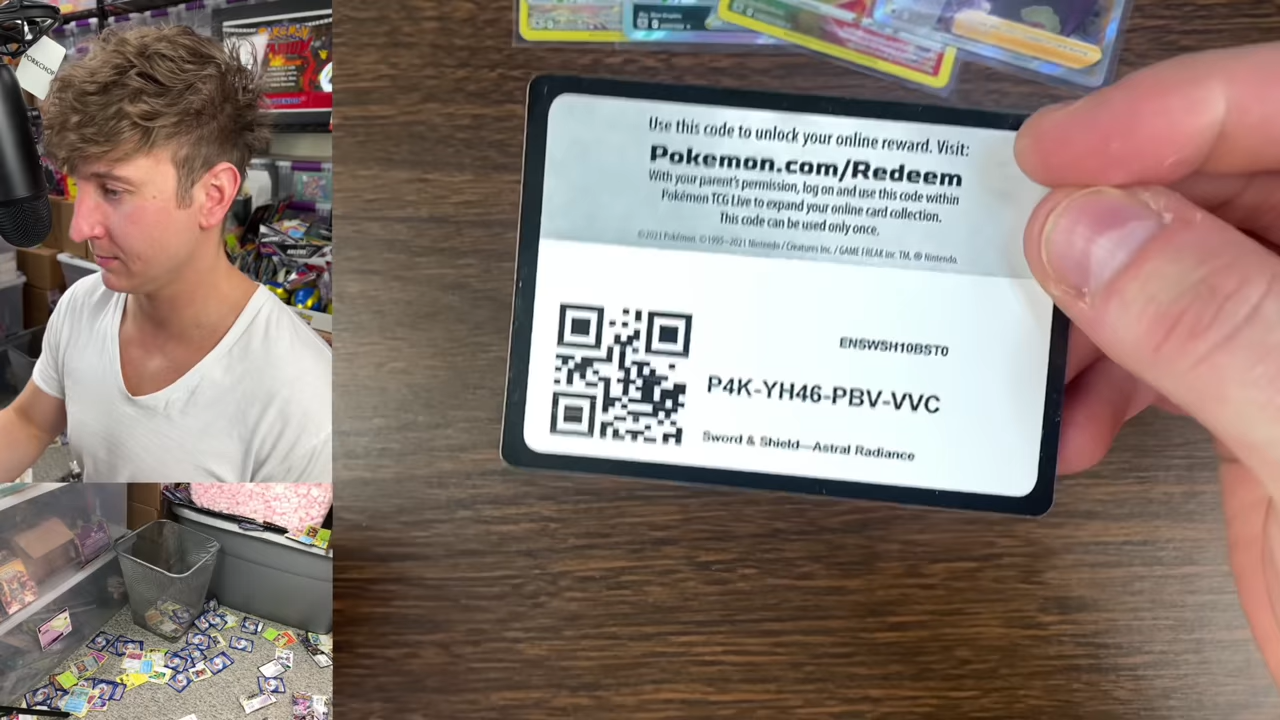 PORKCHOP
POKÉMON
Use this code to unlock your online reward. Visit:
Pokemon.com/Redeem
With your parent's permission, log on and use this code within
Pokémon TCG Live to expand your online card collection.
This code can be used only once.
©2021 Pokémon. ©1995–2021 Nintendo / Creatures Inc. / GAME FREAK Inc. TM, ® Nintendo.
ENSWSH10BST0
P4K-YH46-PBV-VVC
Sword & Shield—Astral Radiance